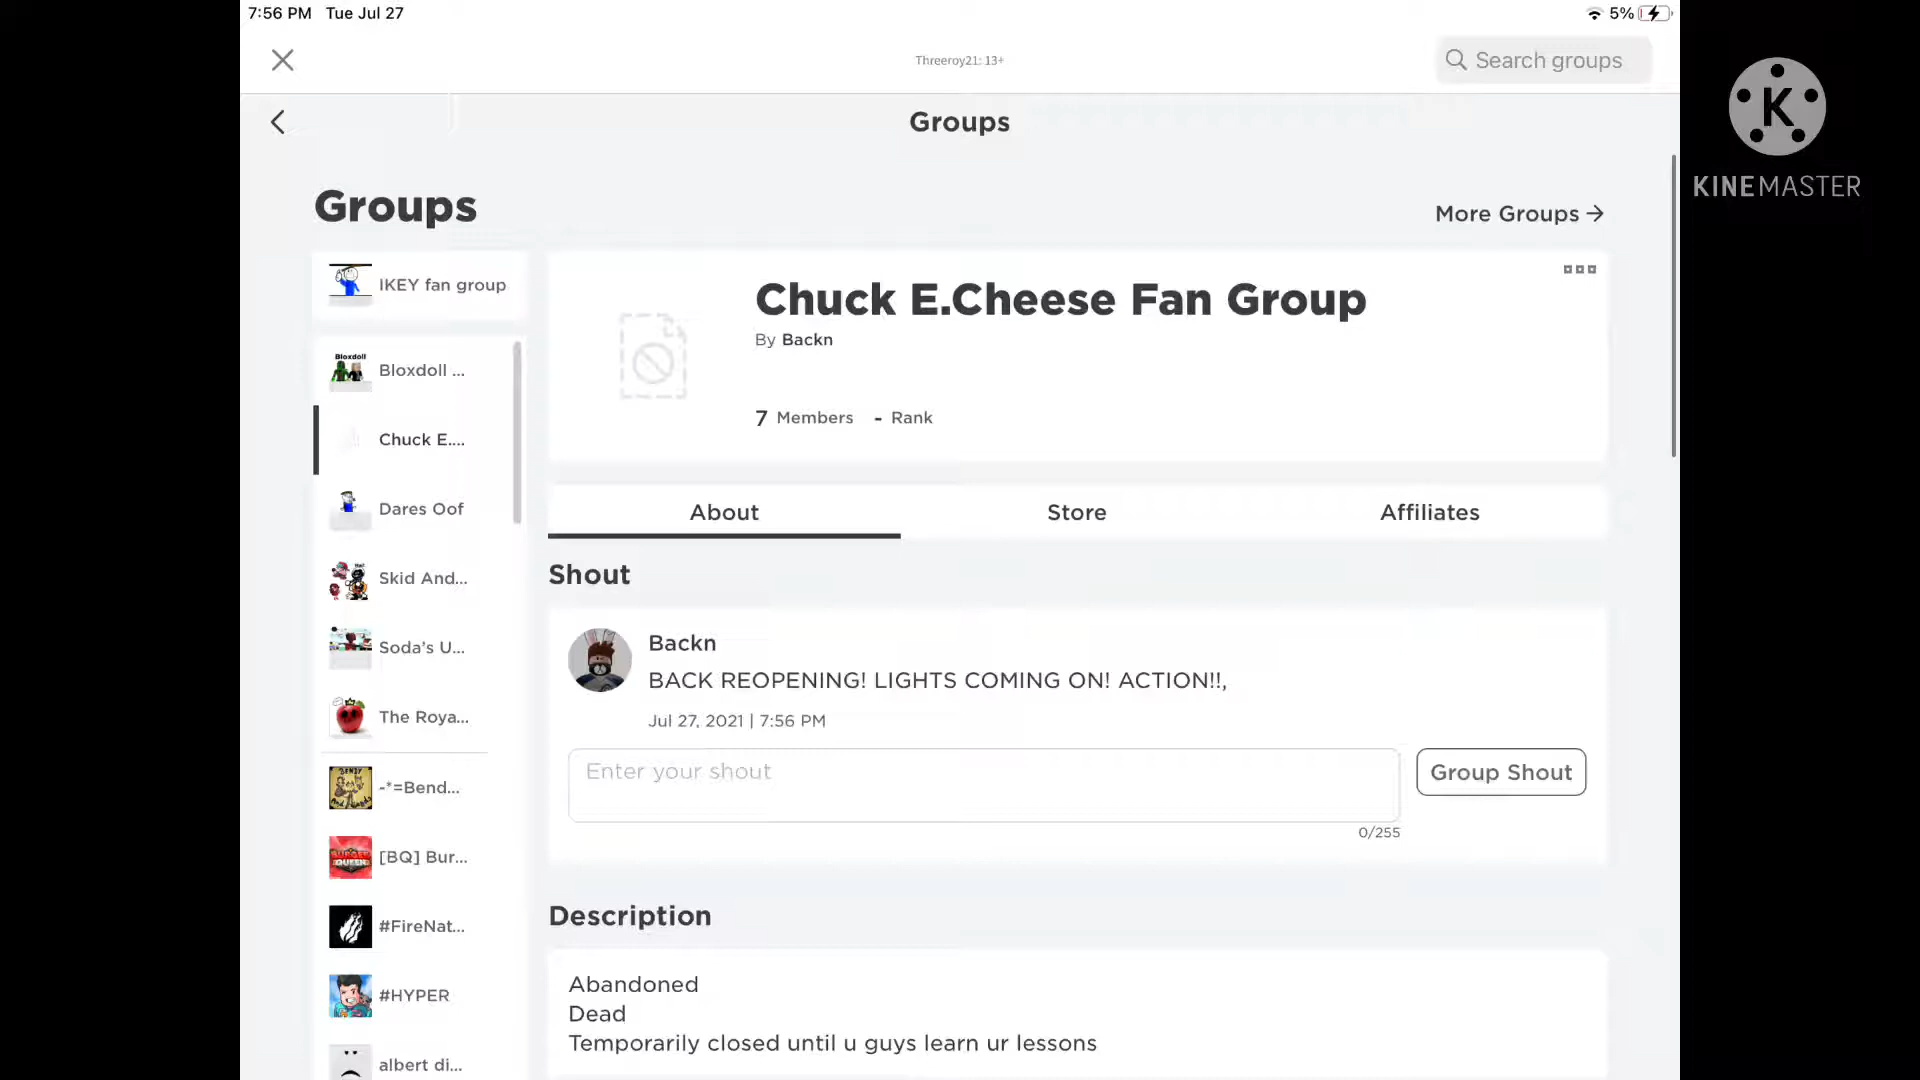 7:56 PM Tue Jul 27
5%
Threeroy21: 13+
Search groups
Groups
KINEMASTER
Groups
More Groups →
IKEY fan group
Chuck E.Cheese Fan Group
By Backn
7 Members - Rank
Bloxdoll
Bloxdoll ...
Chuck E....
Dares Oof
Skid And...
Soda's U...
The Roya...
-*=Bend...
[BQ] Bur...
#FireNat...
#HYPER
albert di...
About Store Affiliates
Shout
Backn
BACK REOPENING! LIGHTS COMING ON! ACTION!!,
Jul 27, 2021 | 7:56 PM
Enter your shout
Group Shout
0/255
Description
Abandoned
Dead
Temporarily closed until u guys learn ur lessons